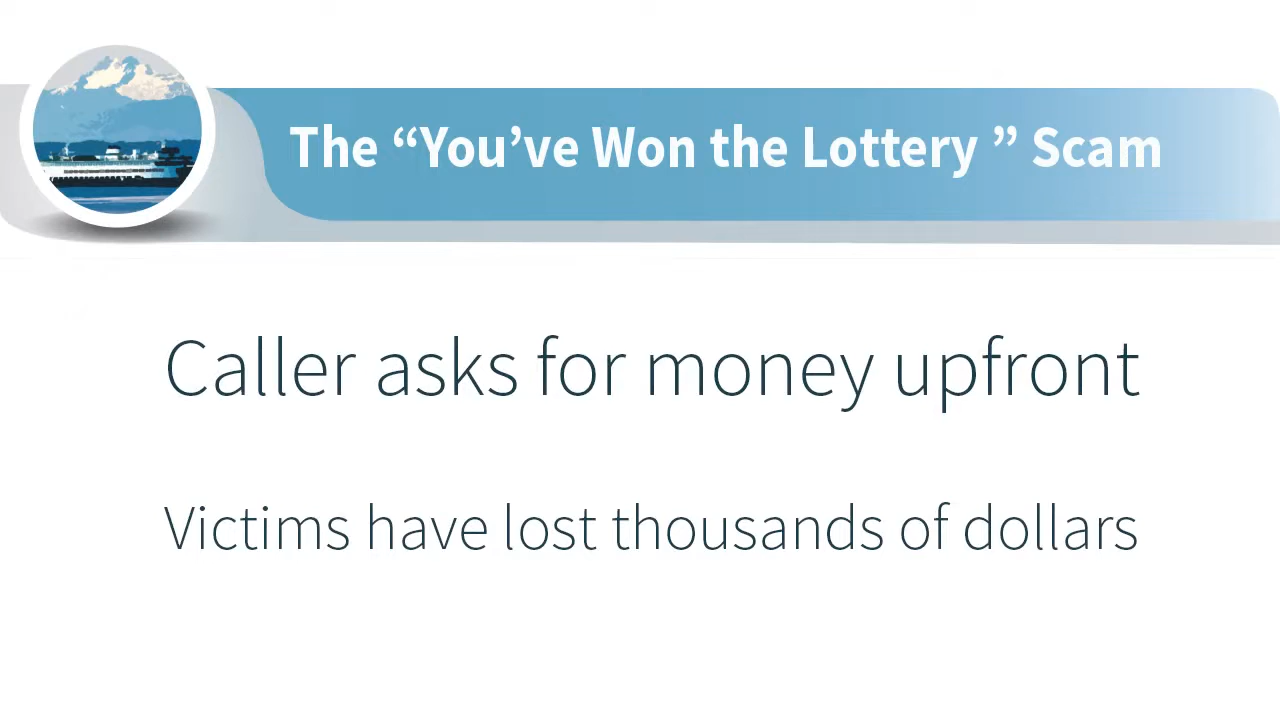 The “You’ve Won the Lottery ” Scam
Caller asks for money upfront
Victims have lost thousands of dollars